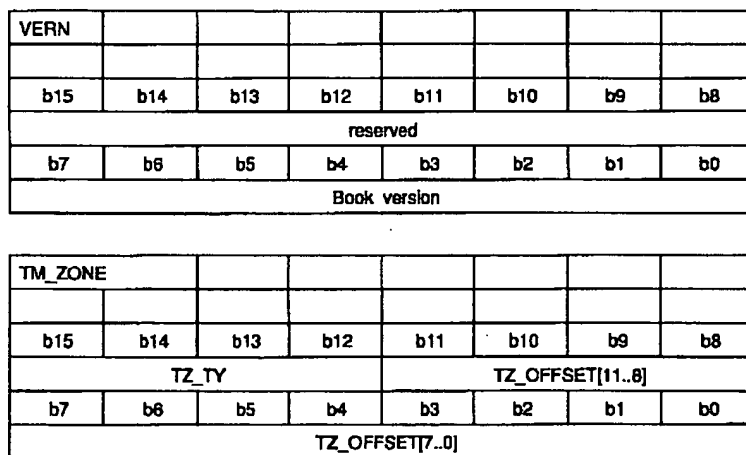 VERN
b15 b14 b13 b12 b11 b10 b9 b8
reserved
b7 b6 b5 b4 b3 b2 b1 b0
Book version
TM_ZONE
b15 b14 b13 b12 b11 b10 b9 b8
TZ_TY TZ_OFFSET[11..8]
b7 b6 b5 b4 b3 b2 b1 b0
TZ_OFFSET[7..0]